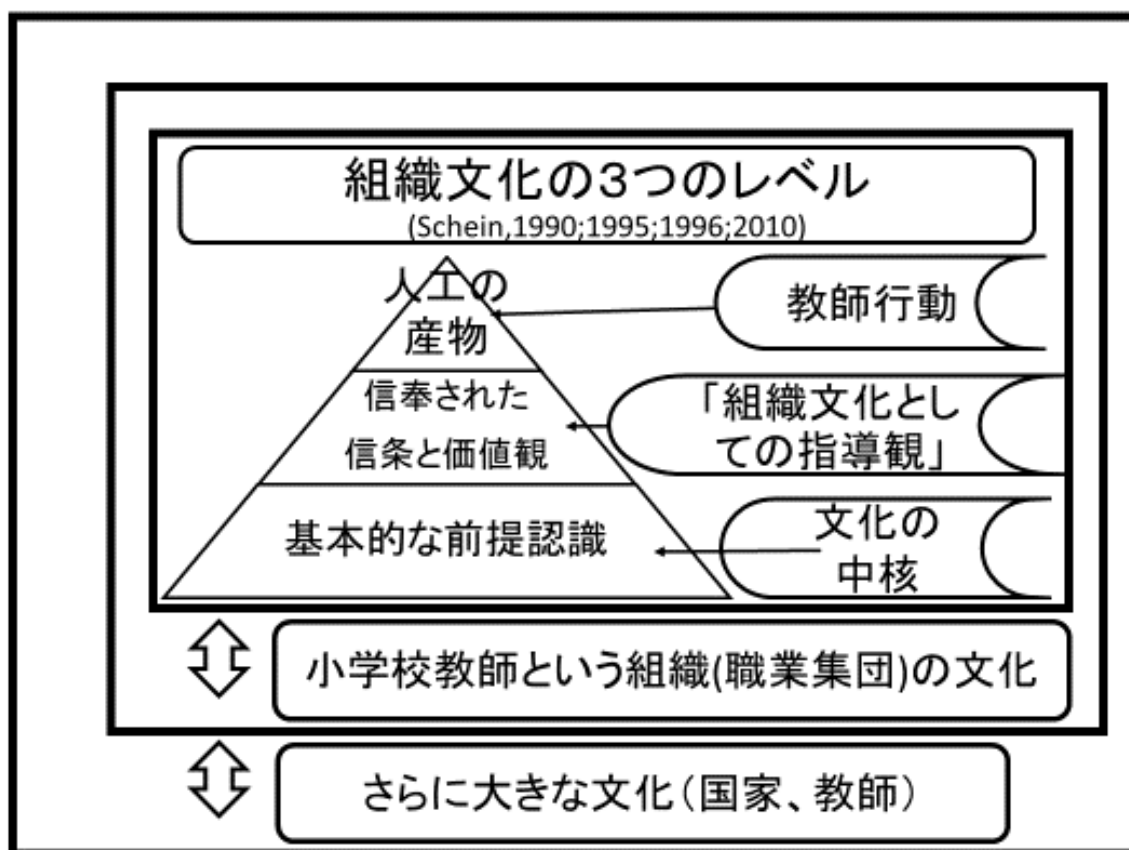 組織文化の3つのレベル
(Schein,1990;1995;1996;2010)
人工の
産物
教師行動
信奉された
信条と価値観
「組織文化とし
ての指導観」
基本的な前提認識
文化の
中核
小学校教師という組織(職業集団)の文化
さらに大きな文化(国家、教師)